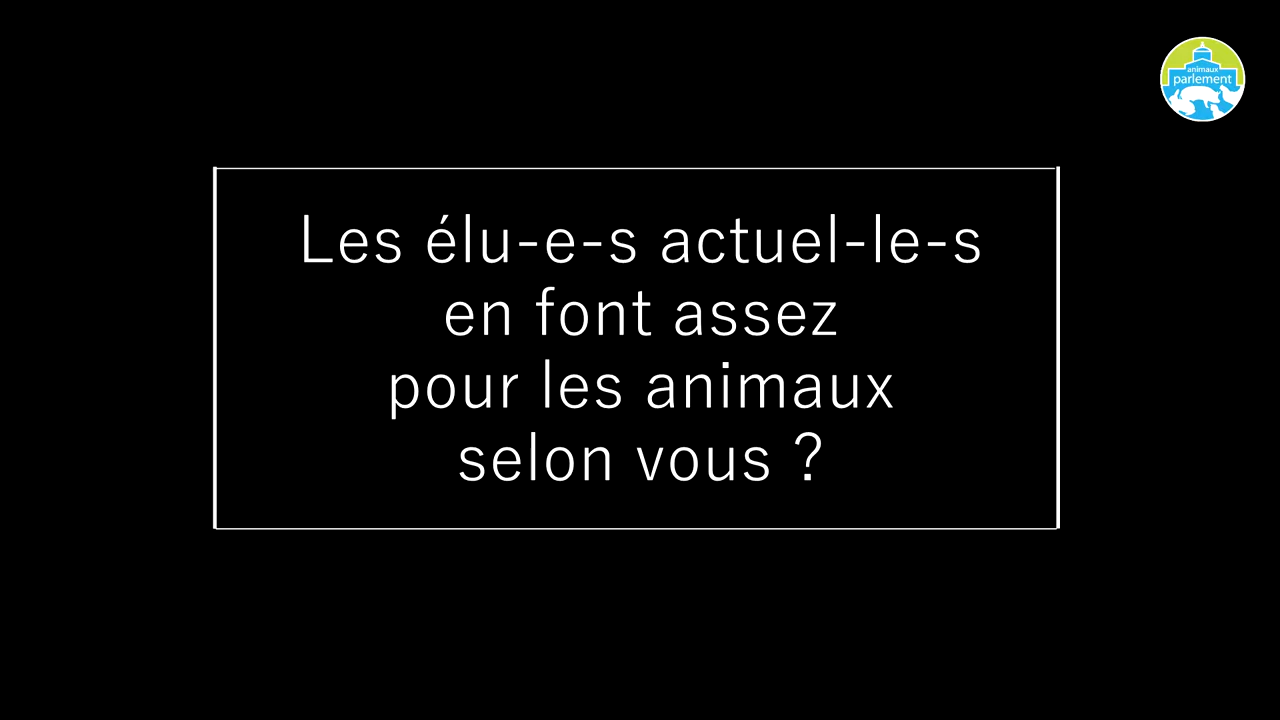 animaux
parlement
Les élu-e-s actuel-le-s
en font assez
pour les animaux
selon vous ?